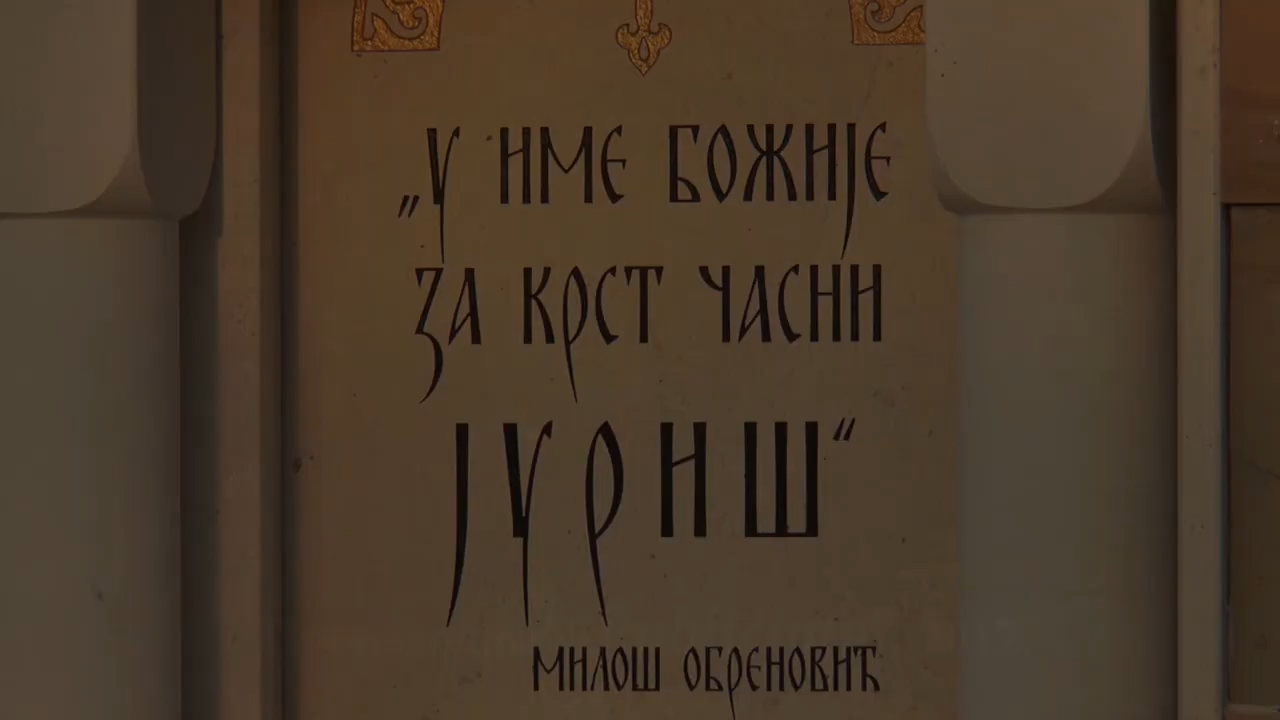 „У ИМЕ БОЖИЈЕ
ЗА КРСТ ЧАСНИ
ЈУРИШ“
МИЛОШ ОБРЕНОВИЋ